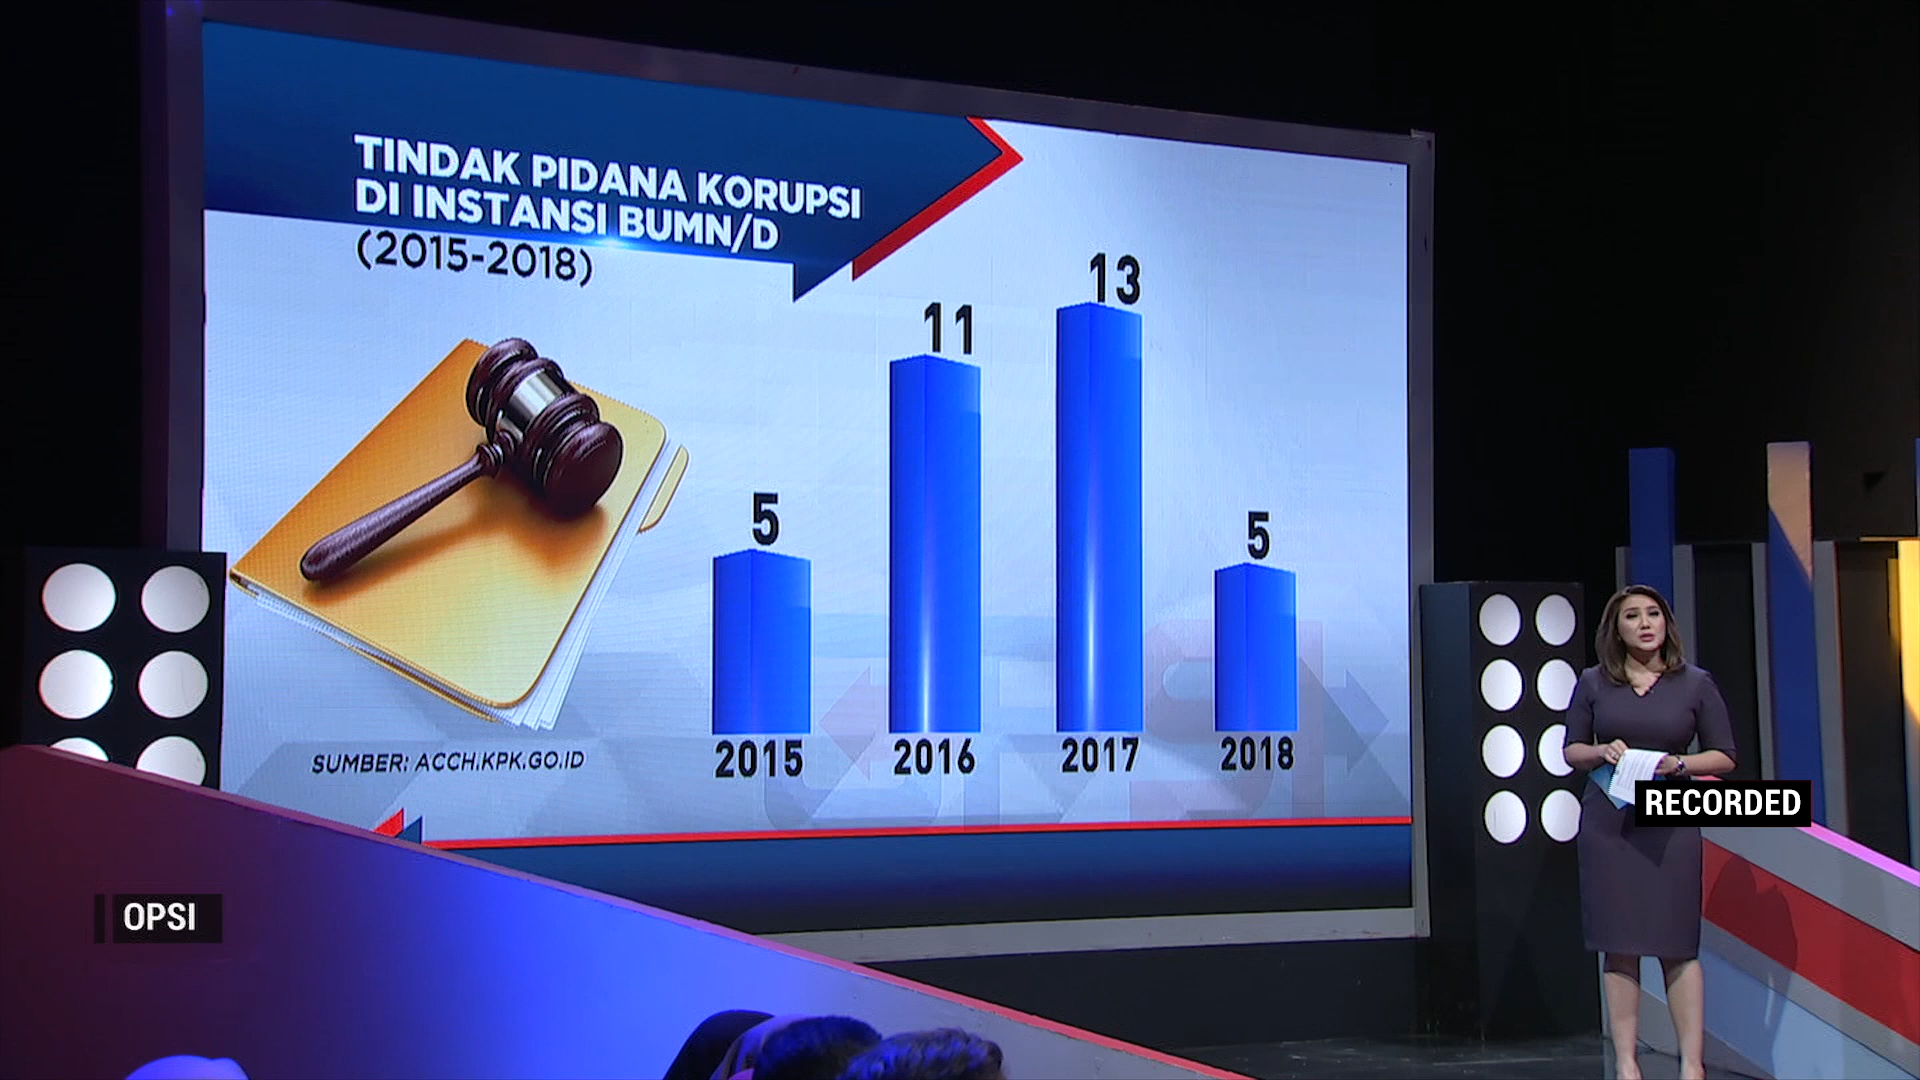 TINDAK PIDANA KORUPSI
DI INSTANSI BUMN/D
(2015-2018)
5
11
13
5
2015
2016
2017
2018
SUMBER: ACCH.KPK.GO.ID
OPSI
RECORDED
OPSI